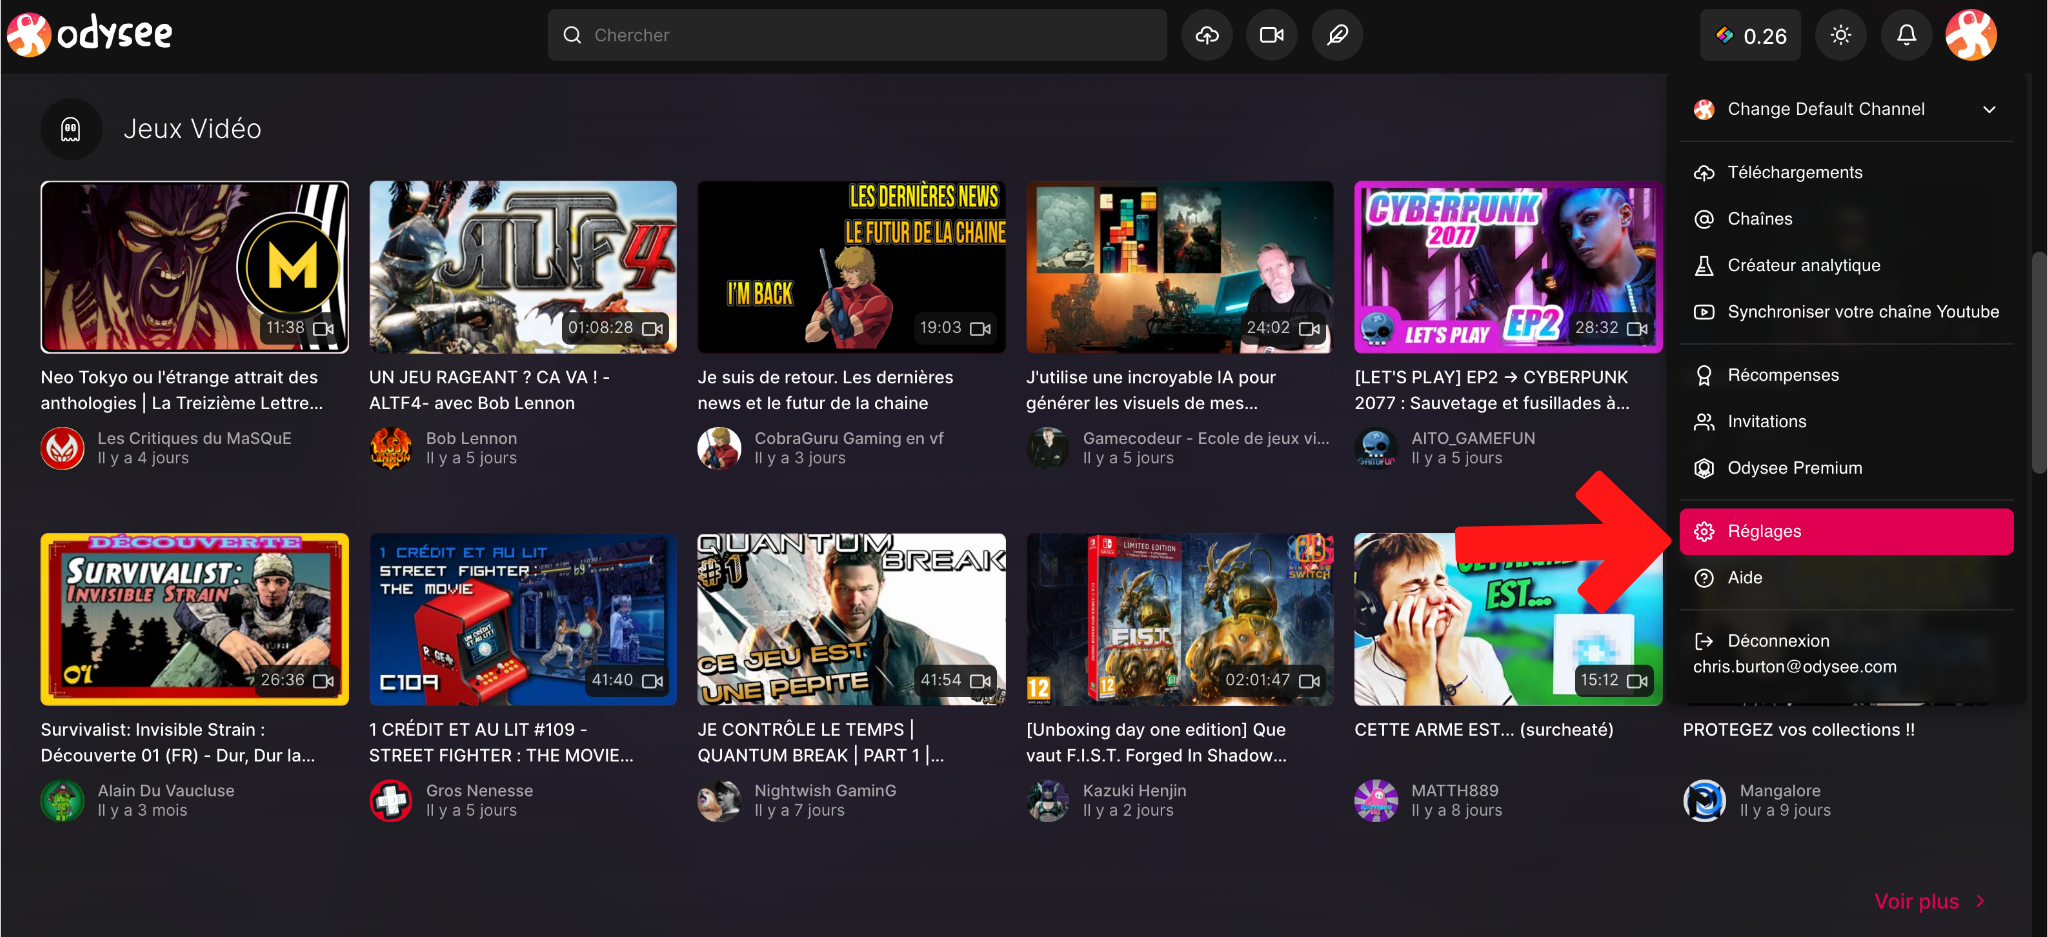 odysee
Chercher
0.26
Jeux Vidéo
M
11:38
ALTF4
01:08:28
LES DERNIÈRES NEWS
LE FUTUR DE LA CHAINE
I'M BACK
19:03
24:02
CYBERPUNK
2077
LET'S PLAY
EP2
28:32
Neo Tokyo ou l'étrange attrait des
anthologies | La Treizième Lettre...
UN JEU RAGEANT ? CA VA ! -
ALTF4- avec Bob Lennon
Je suis de retour. Les dernières
news et le futur de la chaine
J'utilise une incroyable IA pour
générer les visuels de mes...
[LET'S PLAY] EP2 → CYBERPUNK
2077 : Sauvetage et fusillades à...
Les Critiques du MaSQuE
Il y a 4 jours
Bob Lennon
Il y a 5 jours
CobraGuru Gaming en vf
Il y a 3 jours
Gamecodeur - Ecole de jeux vi...
Il y a 5 jours
AITO_GAMEFUN
Il y a 5 jours
Change Default Channel
Téléchargements
Chaînes
Créateur analytique
Synchroniser votre chaîne Youtube
Récompenses
Invitations
Odysee Premium
Réglages
Aide
Déconnexion
chris.burton@odysee.com
DÉCOUVERTE
SURVIVALIST:
INVISIBLE STRAIN
01
26:36
1 CRÉDIT ET AU LIT
STREET FIGHTER :
THE MOVIE
C109
41:40
QUANTUM
BREAK
#1
CE JEU EST
UNE PEPITE
41:54
LIMITED EDITION
F.I.S.T.
SWITCH
12
12
02:01:47
EST...
15:12
Survivalist: Invisible Strain :
Découverte 01 (FR) - Dur, Dur la...
1 CRÉDIT ET AU LIT #109 -
STREET FIGHTER : THE MOVIE...
JE CONTRÔLE LE TEMPS |
QUANTUM BREAK | PART 1 |...
[Unboxing day one edition] Que
vaut F.I.S.T. Forged In Shadow...
CETTE ARME EST... (surcheaté)
PROTEGEZ vos collections !!
Alain Du Vaucluse
Il y a 3 mois
Gros Nenesse
Il y a 5 jours
Nightwish GaminG
Il y a 7 jours
Kazuki Henjin
Il y a 2 jours
MATTH889
Il y a 8 jours
Mangalore
Il y a 9 jours
Voir plus